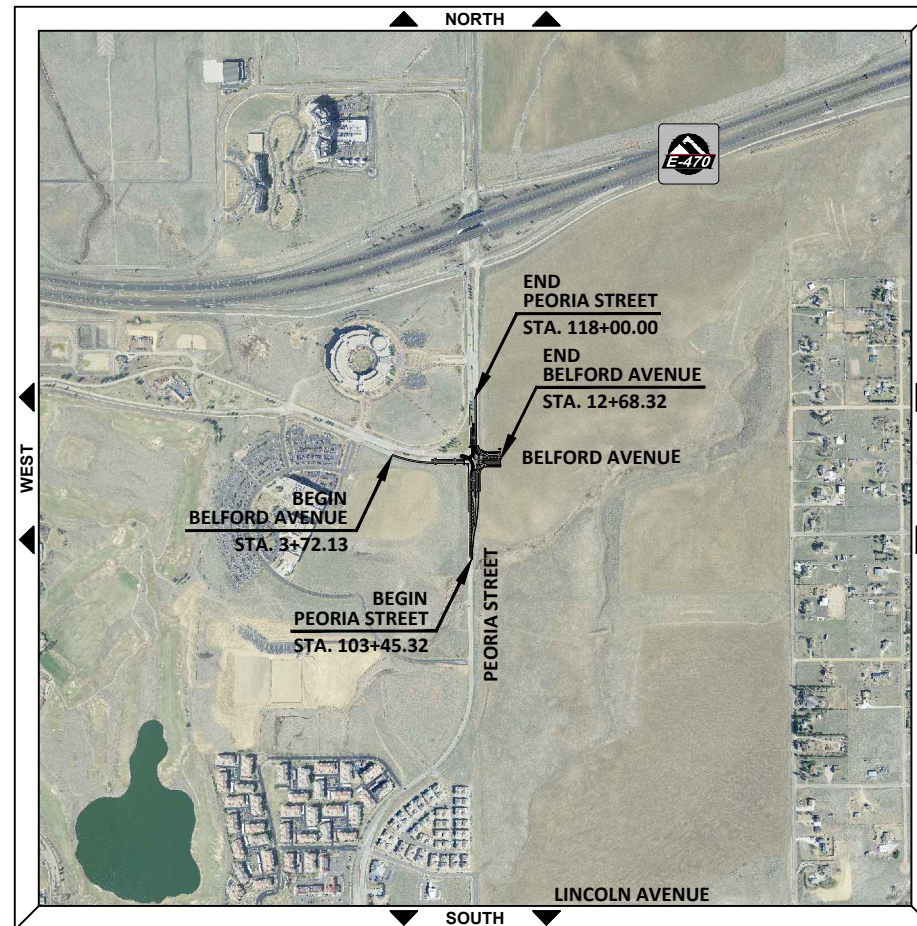 NORTH
E-470
END
PEORIA STREET
STA. 118+00.00
END
BELFORD AVENUE
STA. 12+68.32
WEST
BELFORD AVENUE
BEGIN
BELFORD AVENUE
STA. 3+72.13
BEGIN
PEORIA STREET
STA. 103+45.32
PEORIA STREET
LINCOLN AVENUE
SOUTH